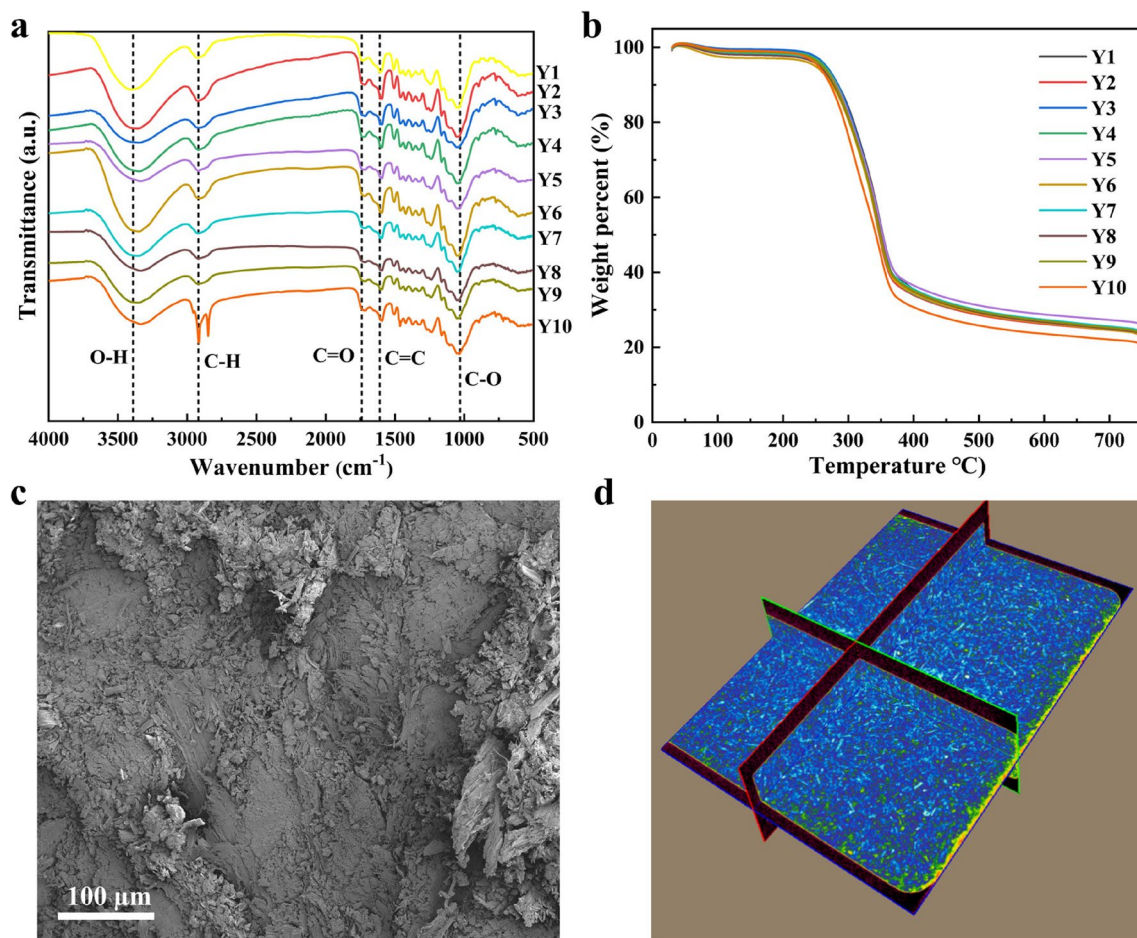 a
Transmittance (a.u.)
Y1
Y2
Y3
Y4
Y5
Y6
Y7
Y8
Y9
Y10
O-H
C-H
C=O
C=C
C-O
4000 3500 3000 2500 2000 1500 1000 500
Wavenumber (cm⁻¹)
b
Weight percent (%)
100
80
60
40
20
0
Y1
Y2
Y3
Y4
Y5
Y6
Y7
Y8
Y9
Y10
0 100 200 300 400 500 600 700
Temperature °C)
c
100 μm
d